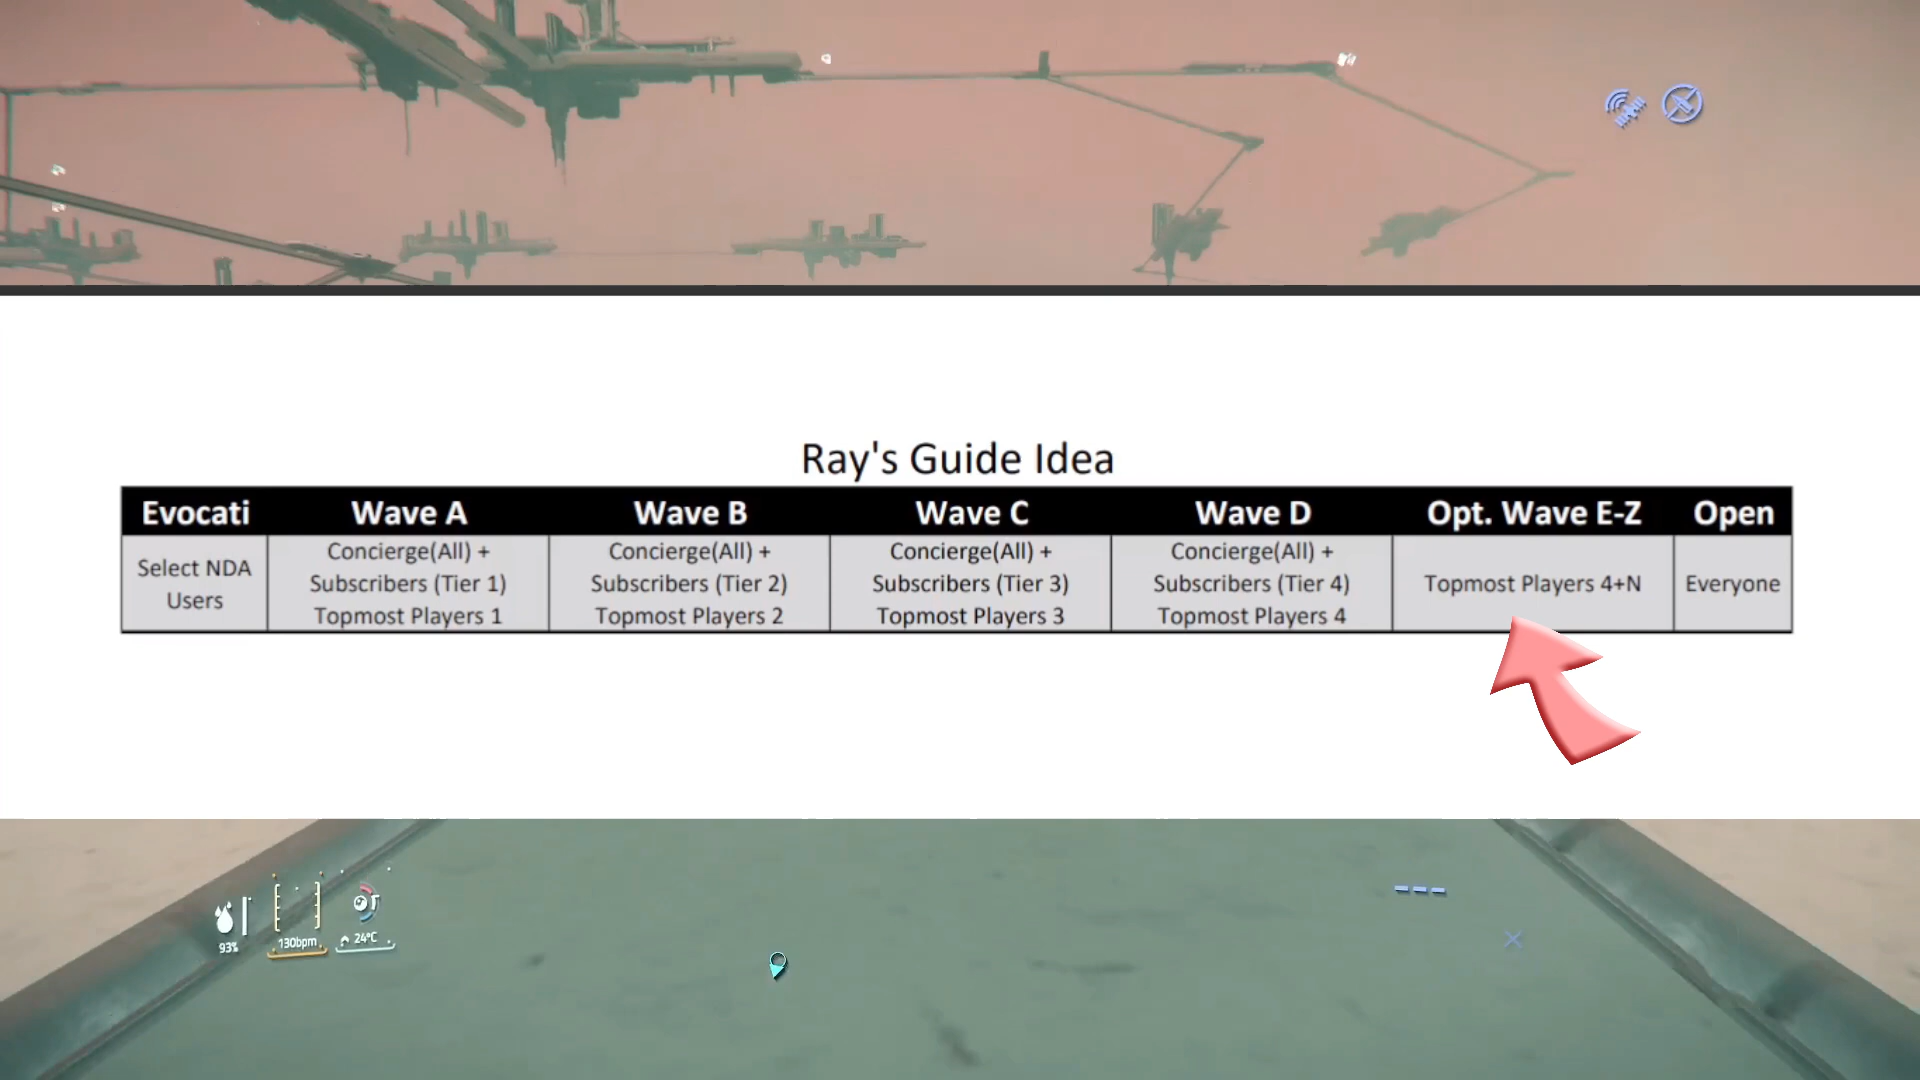 Ray's Guide Idea
Evocati
Wave A
Wave B
Wave C
Wave D
Opt. Wave E-Z
Open
Select NDA
Users
Concierge(All) +
Subscribers (Tier 1)
Topmost Players 1
Concierge(All) +
Subscribers (Tier 2)
Topmost Players 2
Concierge(All) +
Subscribers (Tier 3)
Topmost Players 3
Concierge(All) +
Subscribers (Tier 4)
Topmost Players 4
Topmost Players 4+N
Everyone
93%
130bpm
24°C